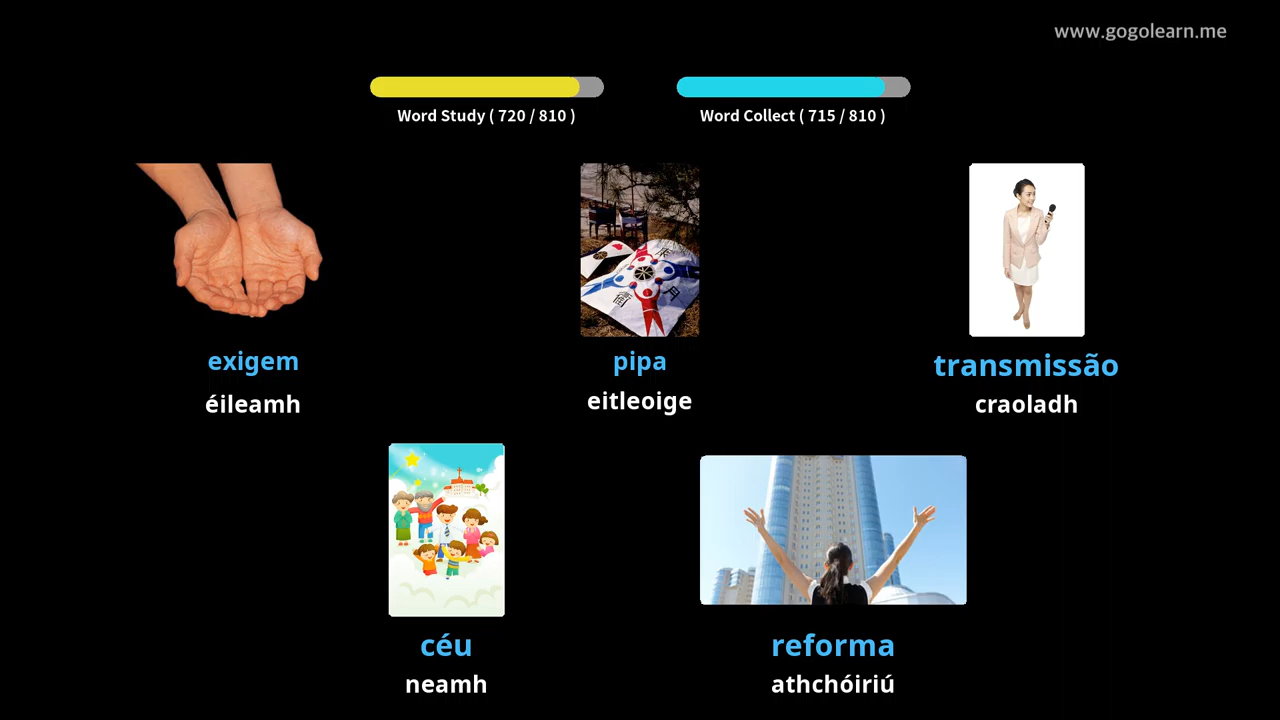 www.gogolearn.me
Word Study ( 720 / 810 )
Word Collect ( 715 / 810 )
exigem
éileamh
pipa
eitleoige
transmissão
craoladh
céu
neamh
reforma
athchóiriú